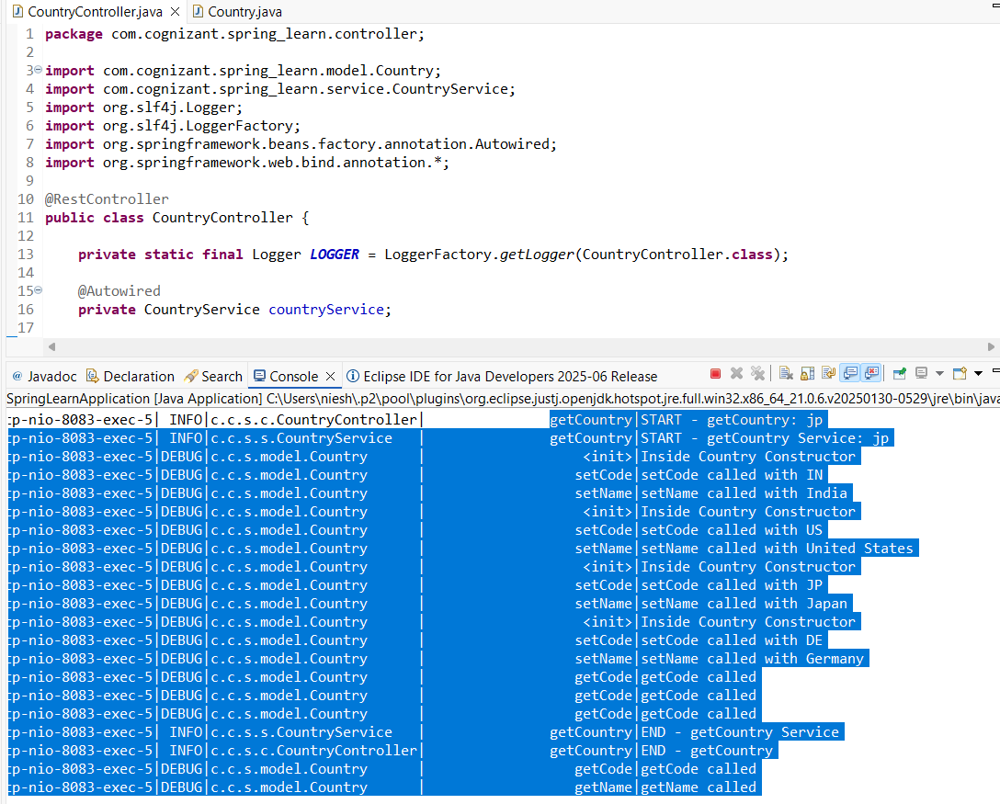 CountryController.java × Country.java
1 package com.cognizant.spring_learn.controller;
2
3 import com.cognizant.spring_learn.model.Country;
4 import com.cognizant.spring_learn.service.CountryService;
5 import org.slf4j.Logger;
6 import org.slf4j.LoggerFactory;
7 import org.springframework.beans.factory.annotation.Autowired;
8 import org.springframework.web.bind.annotation.*;
9
10 @RestController
11 public class CountryController {
12
13 private static final Logger LOGGER = LoggerFactory.getLogger(CountryController.class);
14
15 @Autowired
16 private CountryService countryService;
17
@ Javadoc Declaration Search Console × Eclipse IDE for Java Developers 2025-06 Release
SpringLearnApplication [Java Application] C:\Users\niesh\.p2\pool\plugins\org.eclipse.justj.openjdk.hotspot.jre.full.win32.x86_64_21.0.6.v20250130-0529\jre\bin\java
cp-nio-8083-exec-5| INFO|c.c.s.c.CountryController| getCountry|START - getCountry: jp
cp-nio-8083-exec-5| INFO|c.c.s.s.CountryService | getCountry|START - getCountry Service: jp
cp-nio-8083-exec-5|DEBUG|c.c.s.model.Country | <init>|Inside Country Constructor
cp-nio-8083-exec-5|DEBUG|c.c.s.model.Country | setCode|setCode called with IN
cp-nio-8083-exec-5|DEBUG|c.c.s.model.Country | setName|setName called with India
cp-nio-8083-exec-5|DEBUG|c.c.s.model.Country | <init>|Inside Country Constructor
cp-nio-8083-exec-5|DEBUG|c.c.s.model.Country | setCode|setCode called with US
cp-nio-8083-exec-5|DEBUG|c.c.s.model.Country | setName|setName called with United States
cp-nio-8083-exec-5|DEBUG|c.c.s.model.Country | <init>|Inside Country Constructor
cp-nio-8083-exec-5|DEBUG|c.c.s.model.Country | setCode|setCode called with JP
cp-nio-8083-exec-5|DEBUG|c.c.s.model.Country | setName|setName called with Japan
cp-nio-8083-exec-5|DEBUG|c.c.s.model.Country | <init>|Inside Country Constructor
cp-nio-8083-exec-5|DEBUG|c.c.s.model.Country | setCode|setCode called with DE
cp-nio-8083-exec-5|DEBUG|c.c.s.model.Country | setName|setName called with Germany
cp-nio-8083-exec-5|DEBUG|c.c.s.model.Country | getCode|getCode called
cp-nio-8083-exec-5|DEBUG|c.c.s.model.Country | getCode|getCode called
cp-nio-8083-exec-5|DEBUG|c.c.s.model.Country | getCode|getCode called
cp-nio-8083-exec-5| INFO|c.c.s.s.CountryService | getCountry|END - getCountry Service
cp-nio-8083-exec-5| INFO|c.c.s.c.CountryController| getCountry|END - getCountry
cp-nio-8083-exec-5|DEBUG|c.c.s.model.Country | getCode|getCode called
cp-nio-8083-exec-5|DEBUG|c.c.s.model.Country | getName|getName called